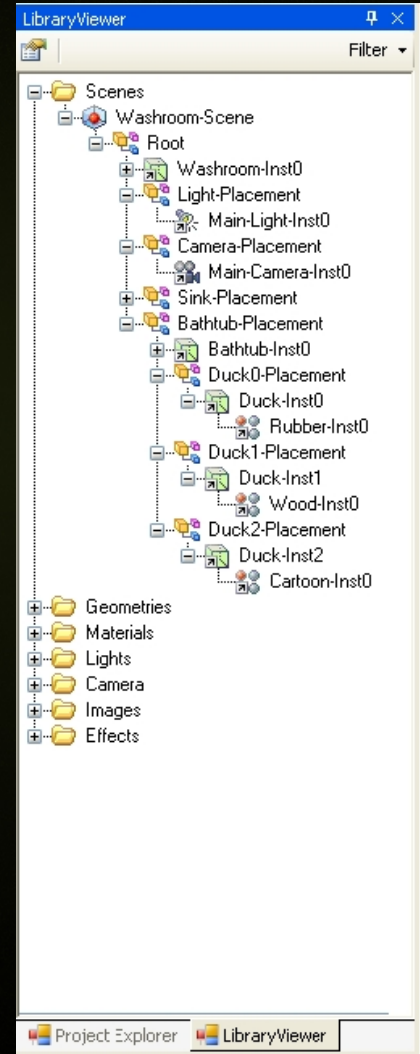 LibraryViewer
Filter
Scenes
Washroom-Scene
Root
Washroom-Inst0
Light-Placement
Main-Light-Inst0
Camera-Placement
Main-Camera-Inst0
Sink-Placement
Bathtub-Placement
Bathtub-Inst0
Duck0-Placement
Duck-Inst0
Rubber-Inst0
Duck1-Placement
Duck-Inst1
Wood-Inst0
Duck2-Placement
Duck-Inst2
Cartoon-Inst0
Geometries
Materials
Lights
Camera
Images
Effects
Project Explorer LibraryViewer